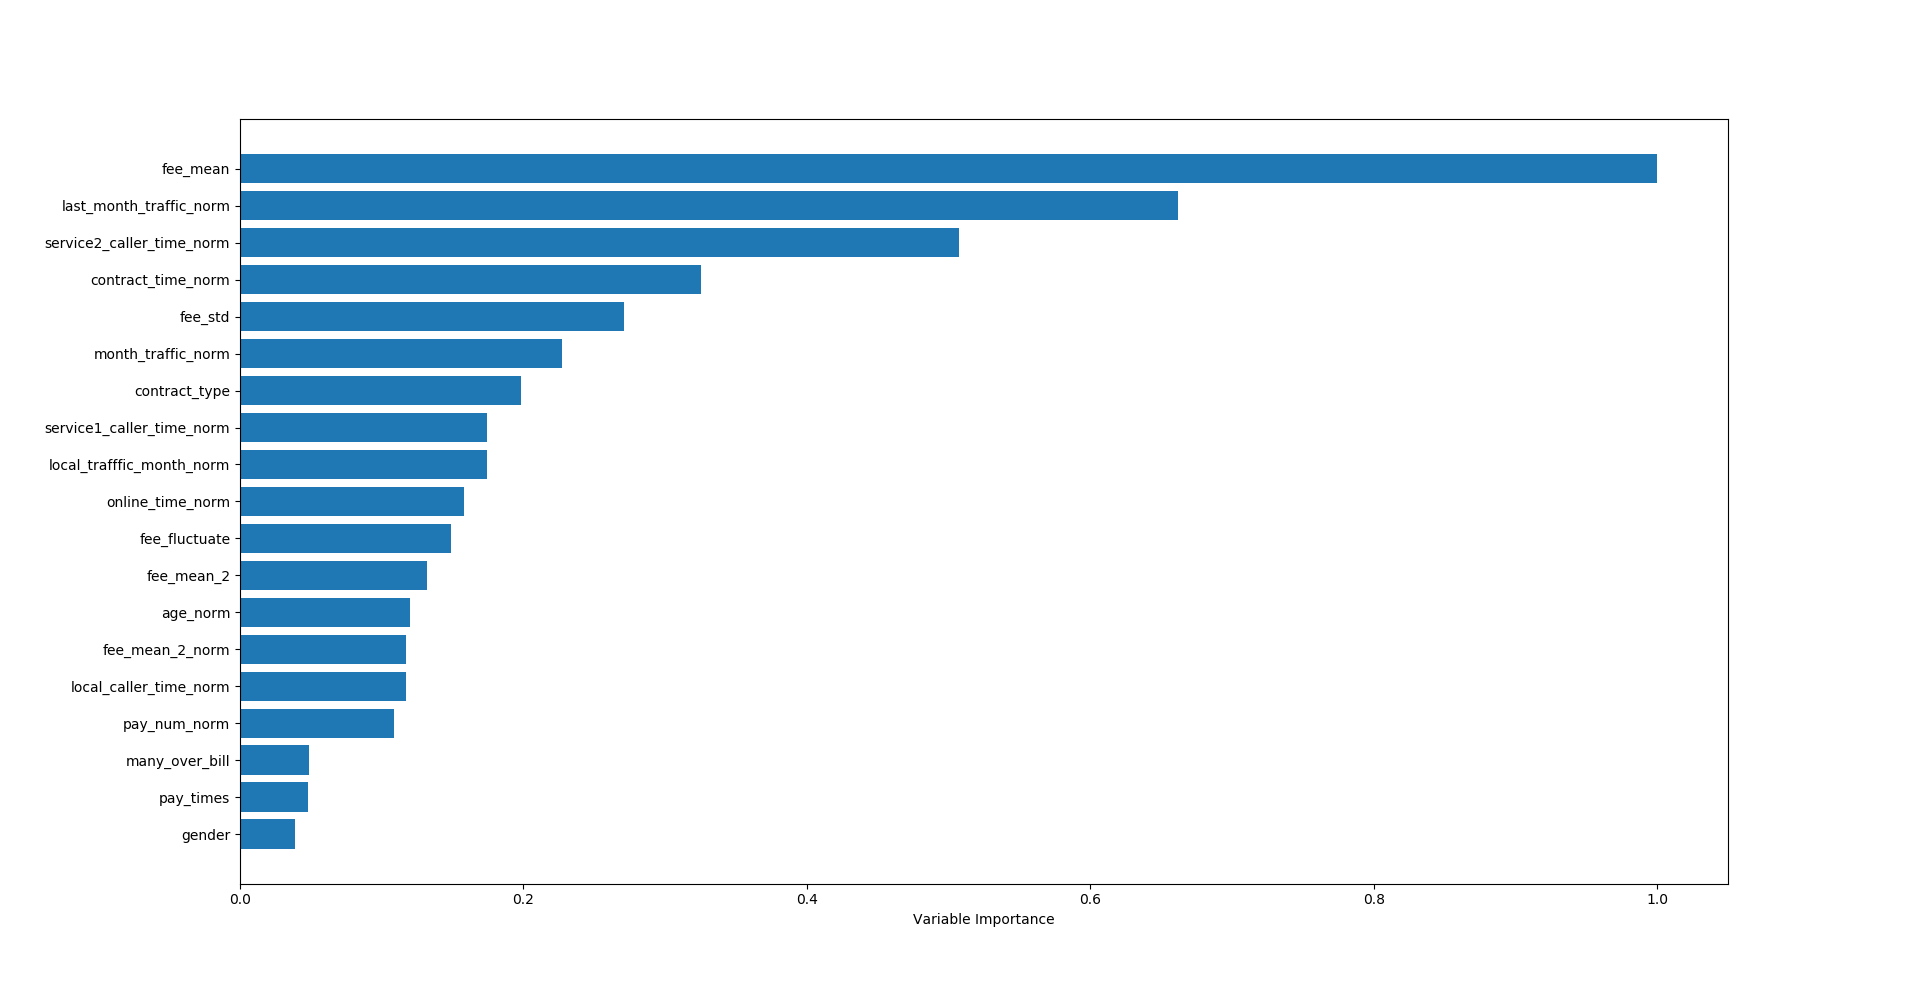 fee_mean
last_month_traffic_norm
service2_caller_time_norm
contract_time_norm
fee_std
month_traffic_norm
contract_type
service1_caller_time_norm
local_trafffic_month_norm
online_time_norm
fee_fluctuate
fee_mean_2
age_norm
fee_mean_2_norm
local_caller_time_norm
pay_num_norm
many_over_bill
pay_times
gender
0.0 0.2 0.4 0.6 0.8 1.0
Variable Importance